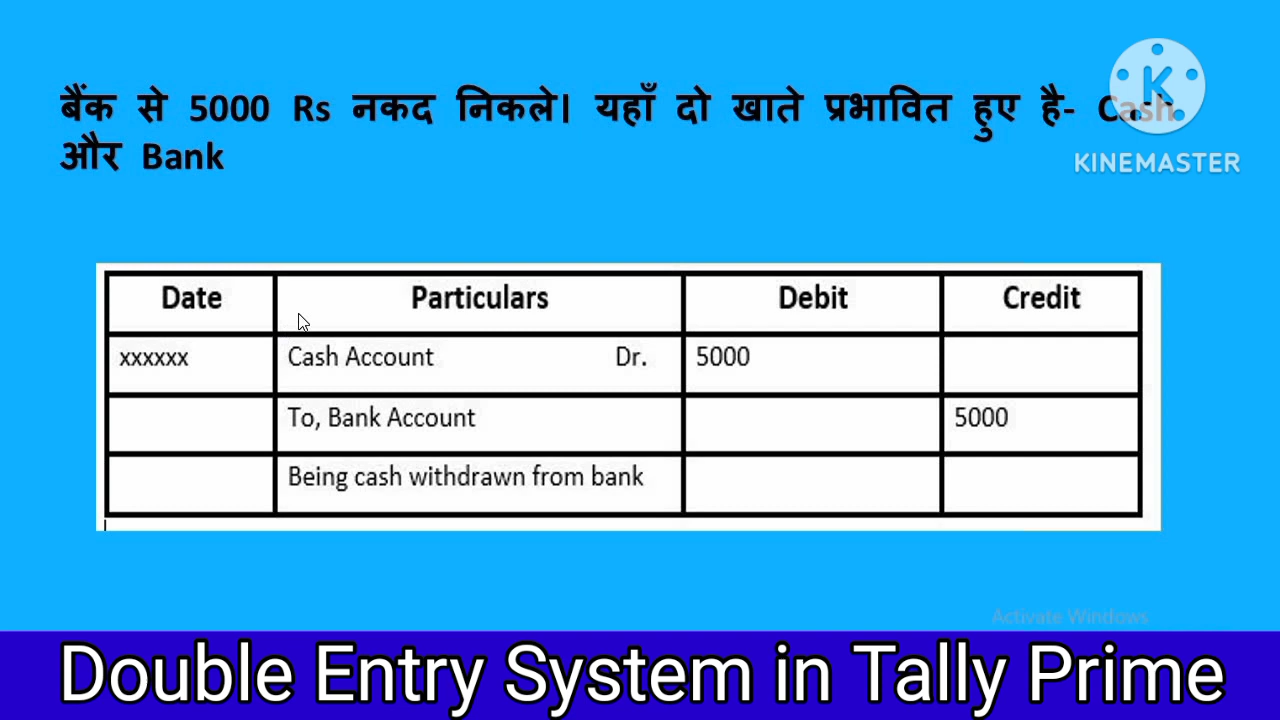 बैंक से 5000 Rs नकद निकले। यहाँ दो खाते प्रभावित हुए है- Cash
और Bank
K
KINEMASTER
Date Particulars Debit Credit
xxxxxx Cash Account Dr. 5000
To, Bank Account 5000
Being cash withdrawn from bank
Activate Windows
Double Entry System in Tally Prime